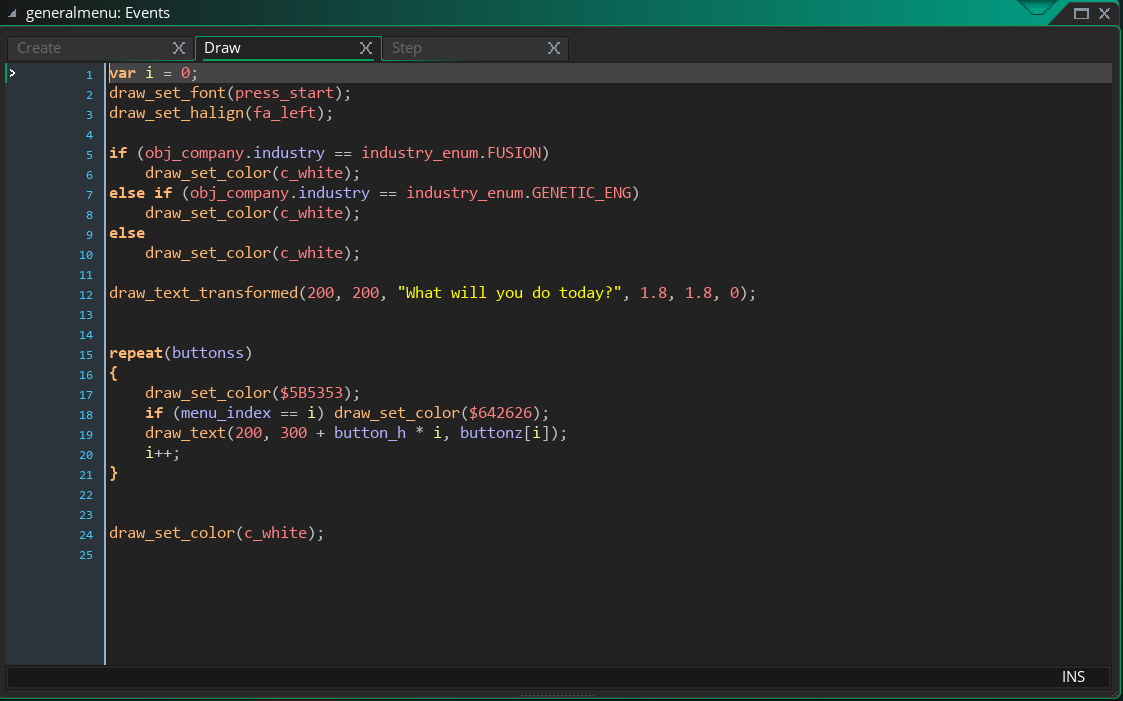 generalmenu: Events
Create Draw Step
1 var i = 0;
2 draw_set_font(press_start);
3 draw_set_halign(fa_left);
4
5 if (obj_company.industry == industry_enum.FUSION)
6 draw_set_color(c_white);
7 else if (obj_company.industry == industry_enum.GENETIC_ENG)
8 draw_set_color(c_white);
9 else
10 draw_set_color(c_white);
11
12 draw_text_transformed(200, 200, "What will you do today?", 1.8, 1.8, 0);
13
14
15 repeat(buttonss)
16 {
17 draw_set_color($5B5353);
18 if (menu_index == i) draw_set_color($642626);
19 draw_text(200, 300 + button_h * i, buttonz[i]);
20 i++;
21 }
22
23
24 draw_set_color(c_white);
25
INS